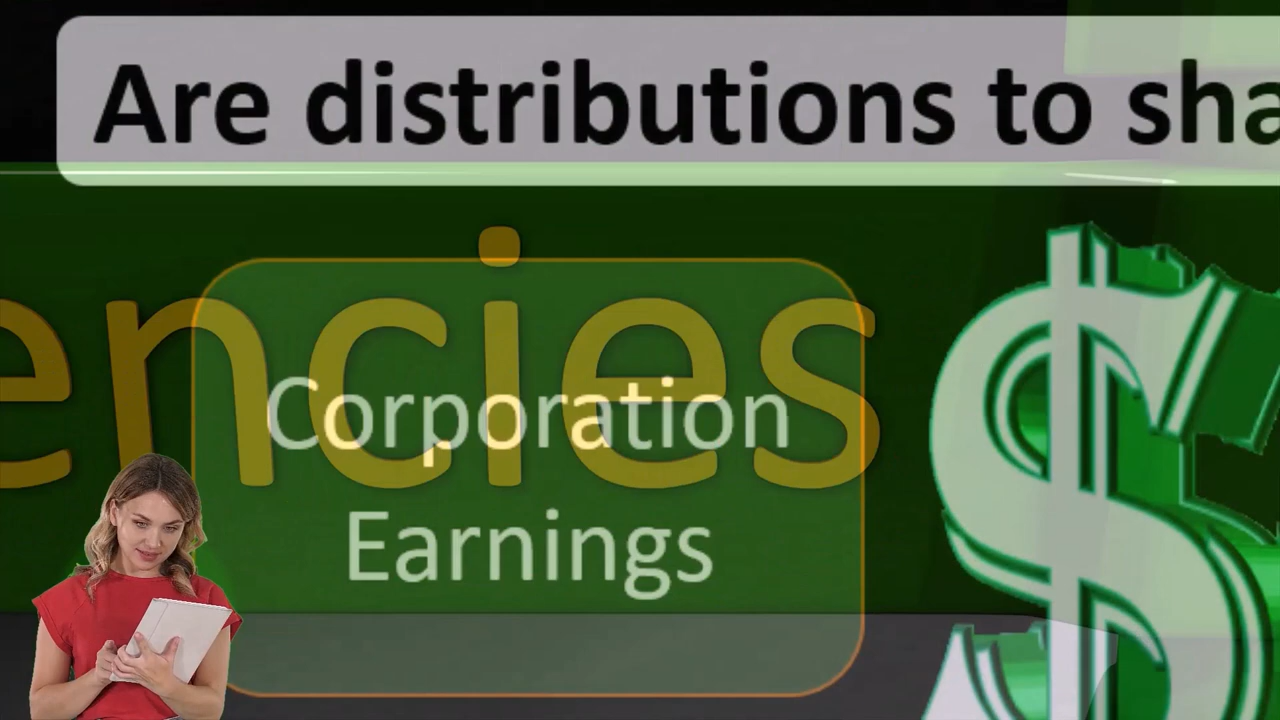 Are distributions to sha
encies
Corporation
Earnings
$